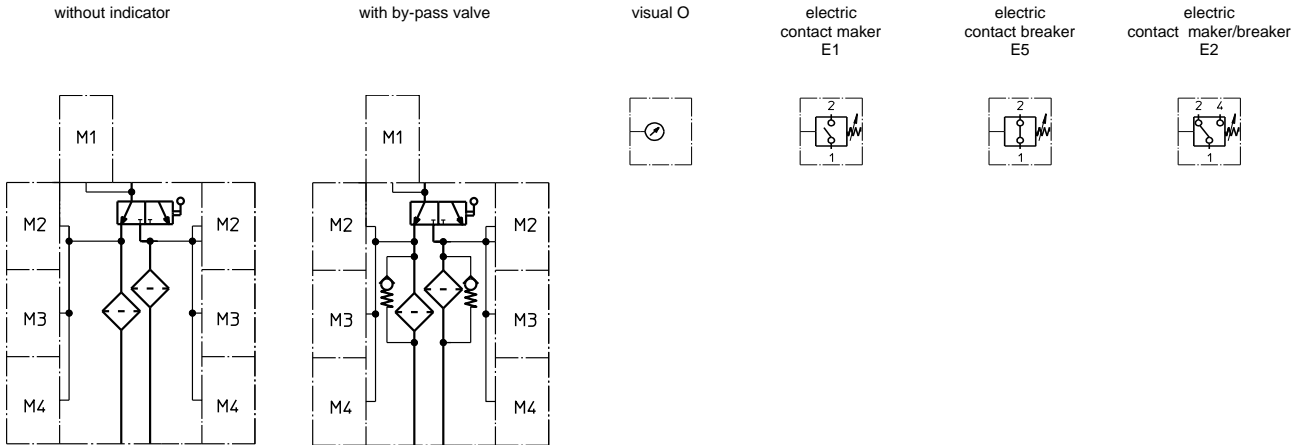 without indicator
with by-pass valve
visual O
electric
contact maker
E1
electric
contact breaker
E5
electric
contact maker/breaker
E2
M1
M2
M2
M3
M3
M4
M4
M1
M2
M2
M3
M3
M4
M4
2
1
2
1
2 4
1